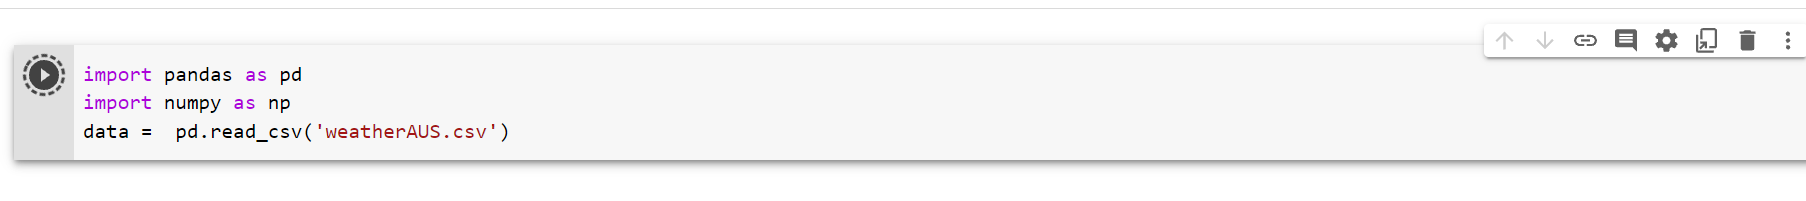 import pandas as pd
import numpy as np
data =  pd.read_csv('weatherAUS.csv')